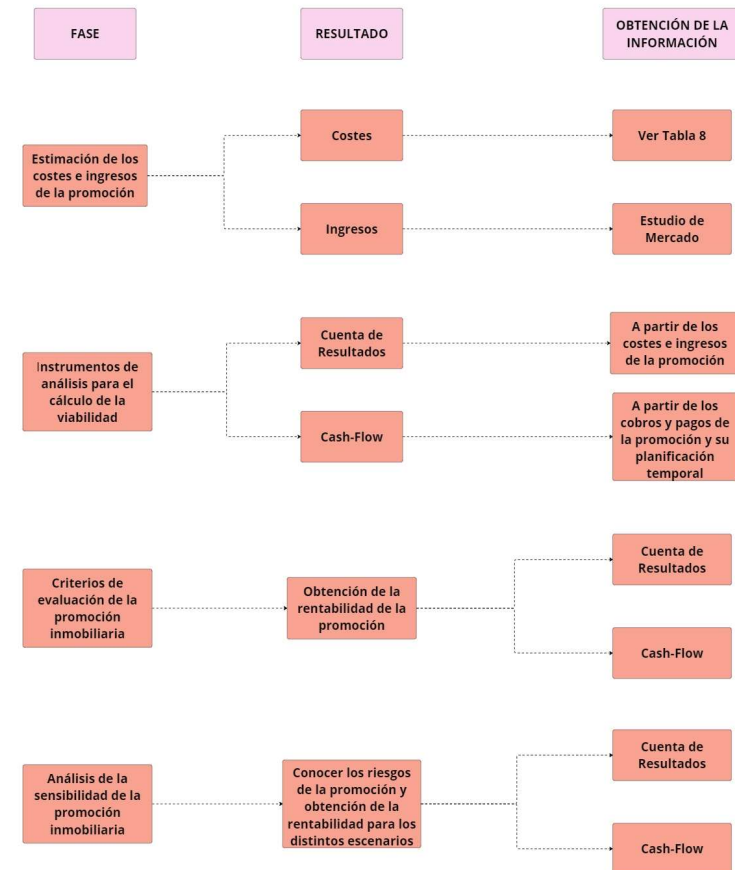 FASE
RESULTADO
OBTENCIÓN DE LA
INFORMACIÓN
Estimación de los
costes e ingresos
de la promoción
Costes
Ver Tabla 8
Ingresos
Estudio de
Mercado
Instrumentos de
análisis para el
cálculo de la
viabilidad
Cuenta de
Resultados
A partir de los
costes e ingresos
de la promoción
Cash-Flow
A partir de los
cobros y pagos de
la promoción y su
planificación
temporal
Criterios de
evaluación de la
promoción
inmobiliaria
Obtención de la
rentabilidad de la
promoción
Cuenta de
Resultados
Cash-Flow
Análisis de la
sensibilidad de la
promoción
inmobiliaria
Conocer los riesgos
de la promoción y
obtención de la
rentabilidad para los
distintos escenarios
Cuenta de
Resultados
Cash-Flow